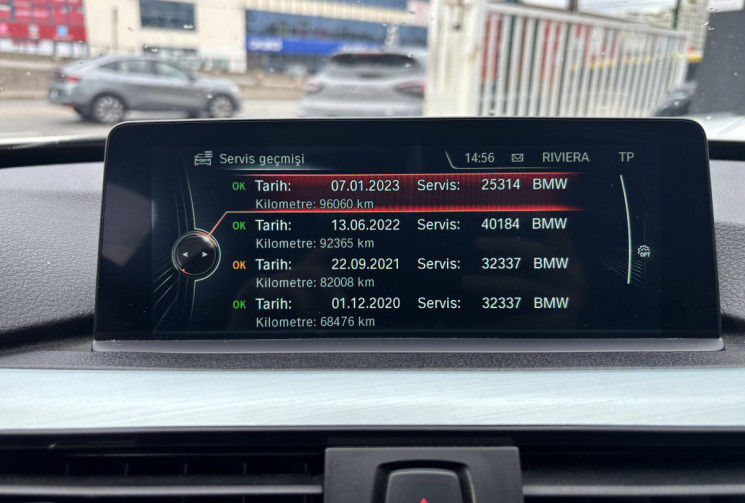 Servis geçmişi 14:56 RIVIERA TP
OK Tarih: 07.01.2023 Servis: 25314 BMW
Kilometre: 96060 km
OK Tarih: 13.06.2022 Servis: 40184 BMW
Kilometre: 92365 km
OK Tarih: 22.09.2021 Servis: 32337 BMW
Kilometre: 82008 km
OPT
OK Tarih: 01.12.2020 Servis: 32337 BMW
Kilometre: 68476 km